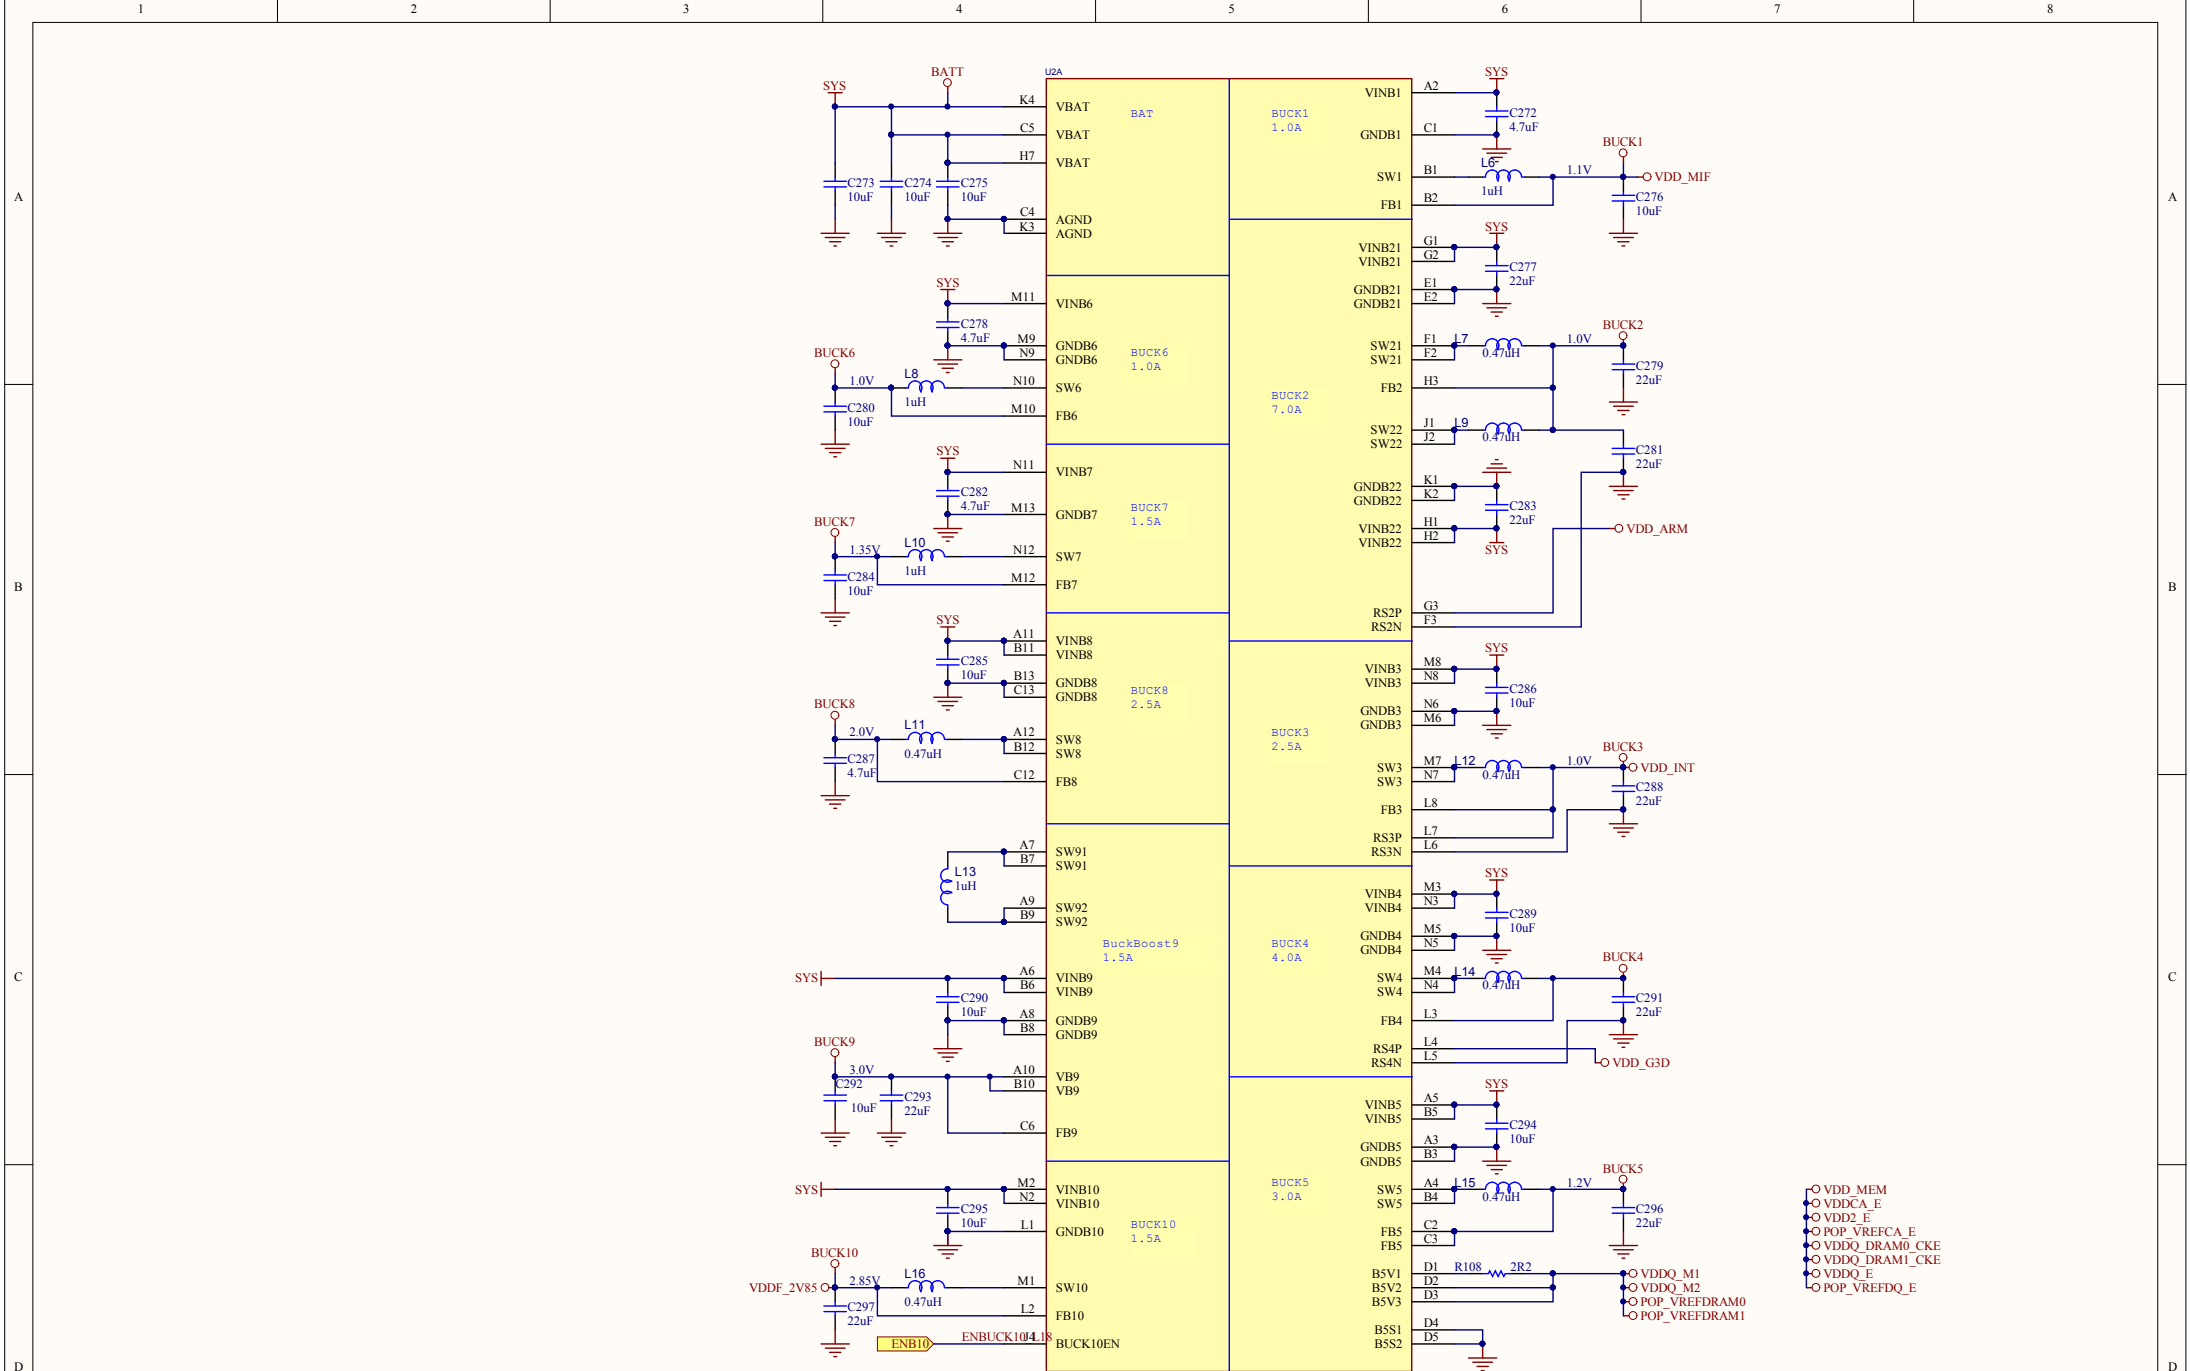 1 2 3 4 5 6 7 8
A
B
C
D
A
B
C
D
U2A
SYS
BATT
K4 VBAT
C5 VBAT
H7 VBAT
C273
10uF
C274
10uF
C275
10uF
C4 AGND
K3 AGND
BAT
SYS
M11 VINB6
C278
4.7uF
M9 GNDB6
N9 GNDB6
BUCK6
1.0V
L8
1uH
N10 SW6
C280
10uF
M10 FB6
BUCK6
1.0A
SYS
N11 VINB7
C282
4.7uF
M13 GNDB7
BUCK7
1.35V
L10
1uH
N12 SW7
C284
10uF
M12 FB7
BUCK7
1.5A
SYS
A11 VINB8
B11 VINB8
C285
10uF
B13 GNDB8
C13 GNDB8
BUCK8
2.0V
L11
0.47uH
A12 SW8
B12 SW8
C287
4.7uF
C12 FB8
BUCK8
2.5A
A7 SW91
B7 SW91
L13
1uH
A9 SW92
B9 SW92
BuckBoost9
1.5A
SYS
A6 VINB9
B6 VINB9
C290
10uF
A8 GNDB9
B8 GNDB9
BUCK9
3.0V
A10 VB9
B10 VB9
C292
10uF
C293
22uF
C6 FB9
SYS
M2 VINB10
N2 VINB10
C295
10uF
L1 GNDB10
BUCK10
1.5A
BUCK10
VDDF_2V85
2.85V
L16
0.47uH
M1 SW10
C297
22uF
L2 FB10
ENB10
ENBUCK10 L18
J4 BUCK10EN
BUCK1
1.0A
VINB1 A2
SYS
C272
4.7uF
GNDB1 C1
BUCK1
SW1 B1
L6
1uH
1.1V
VDD_MIF
FB1 B2
C276
10uF
BUCK2
7.0A
VINB21 G1
VINB21 G2
SYS
C277
22uF
GNDB21 E1
GNDB21 E2
BUCK2
SW21 F1
SW21 F2
L7
0.47uH
1.0V
C279
22uF
FB2 H3
SW22 J1
SW22 J2
L9
0.47uH
C281
22uF
GNDB22 K1
GNDB22 K2
C283
22uF
VINB22 H1
VINB22 H2
SYS
VDD_ARM
RS2P G3
RS2N F3
BUCK3
2.5A
VINB3 M8
VINB3 N8
SYS
C286
10uF
GNDB3 N6
GNDB3 M6
BUCK3
SW3 M7
SW3 N7
L12
0.47uH
1.0V
VDD_INT
C288
22uF
FB3 L8
RS3P L7
RS3N L6
BUCK4
4.0A
VINB4 M3
VINB4 N3
SYS
C289
10uF
GNDB4 M5
GNDB4 N5
BUCK4
SW4 M4
SW4 N4
L14
0.47uH
C291
22uF
FB4 L3
RS4P L4
RS4N L5
VDD_G3D
VINB5 A5
VINB5 B5
SYS
C294
10uF
GNDB5 A3
GNDB5 B3
BUCK5
3.0A
BUCK5
SW5 A4
SW5 B4
L15
0.47uH
1.2V
C296
22uF
FB5 C2
FB5 C3
B5V1 D1
B5V2 D2
B5V3 D3
R108 2R2
VDDQ_M1
VDDQ_M2
POP_VREFDRAM0
POP_VREFDRAM1
B5S1 D4
B5S2 D5
VDD_MEM
VDDCA_E
VDD2_E
POP_VREFCA_E
VDDQ_DRAM0_CKE
VDDQ_DRAM1_CKE
VDDQ_E
POP_VREFDQ_E